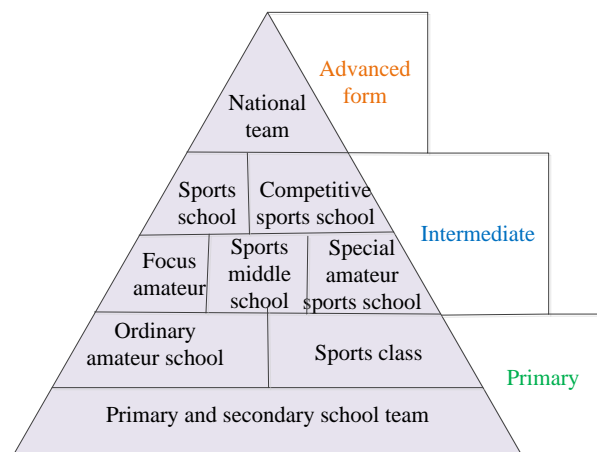 Advanced
form
National
team
Sports
school
Competitive
sports school
Intermediate
Focus
amateur
Sports
middle
school
Special
amateur
sports school
Ordinary
amateur school
Sports class
Primary
Primary and secondary school team